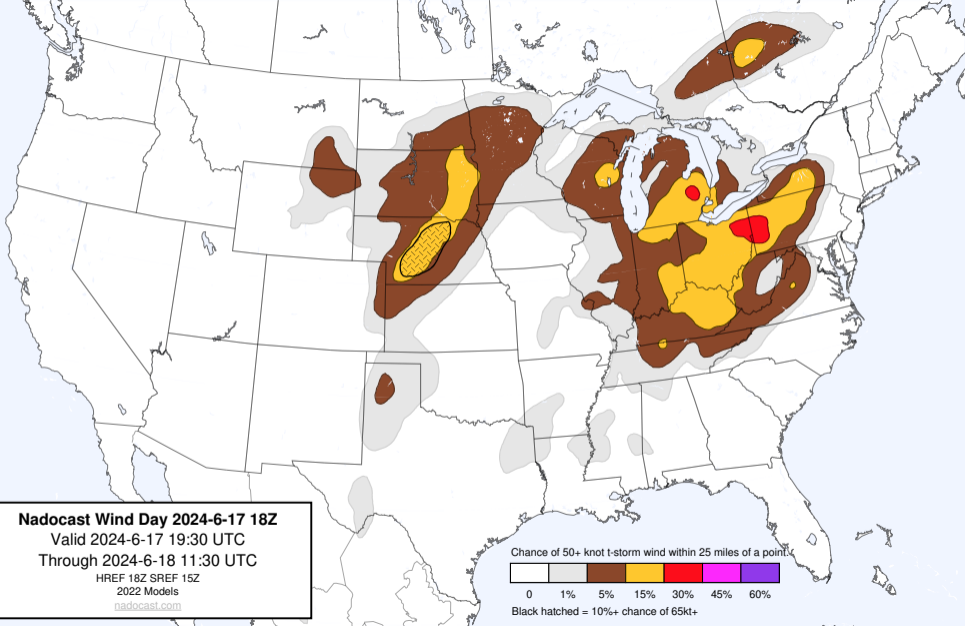 Nadocast Wind Day 2024-6-17 18Z
Valid 2024-6-17 19:30 UTC
Through 2024-6-18 11:30 UTC
HREF 18Z SREF 15Z
2022 Models
nadocast.com
Chance of 50+ knot t-storm wind within 25 miles of a point.
0 1% 5% 15% 30% 45% 60%
Black hatched = 10%+ chance of 65kt+